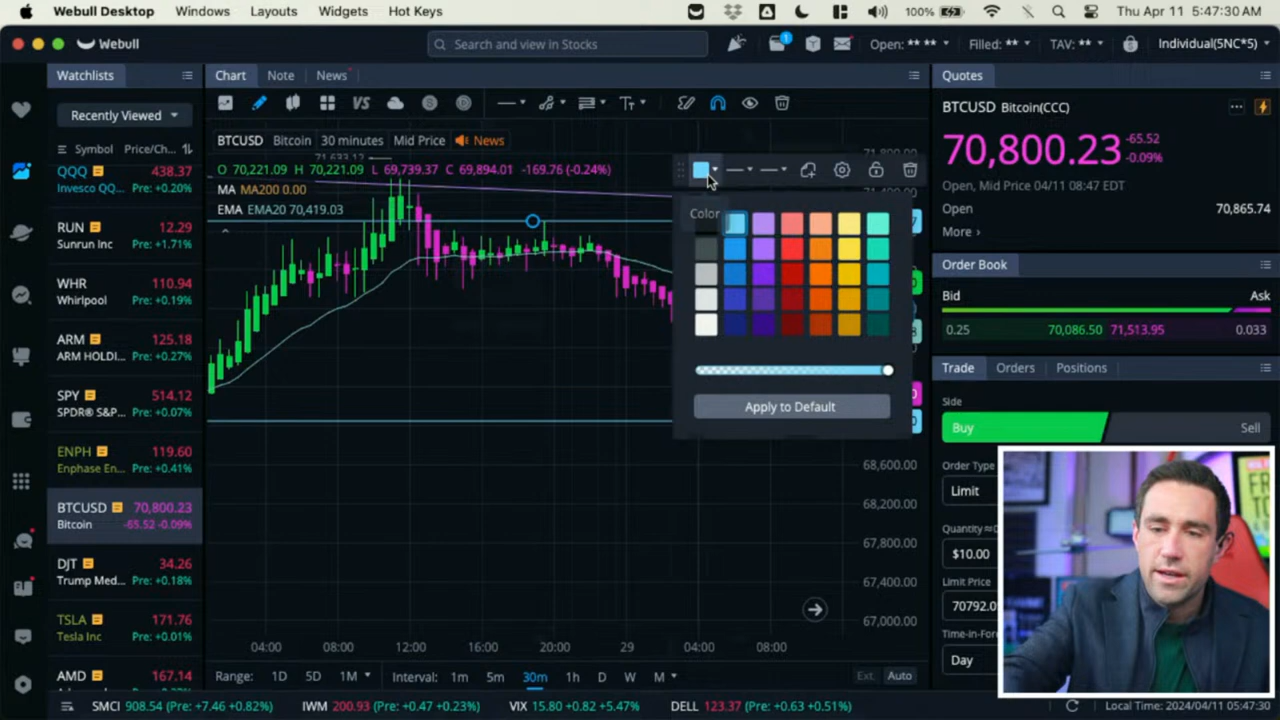 Webull Desktop Windows Layouts Widgets Hot Keys 100% Thu Apr 11 5:47:30 AM
Webull Search and view in Stocks 1 Open: ** ** Filled: ** TAV: ** Individual(5NC*5)
Watchlists Chart Note News Quotes
Recently Viewed VS BTCUSD Bitcoin(CCC)
Symbol Price/Ch... BTCUSD Bitcoin 30 minutes Mid Price News 70,800.23 -65.52
-0.09%
QQQ 438.37 O 70,221.09 H 70,221.09 L 69,739.37 C 69,894.01 -169.76 (-0.24%)
Invesco QQ... +0.20% MA MA200 0.00 Open, Mid Price 04/11 08:47 EDT
EMA EMA20 70,419.03 Color Open 70,865.74
RUN 12.29
Sunrun Inc Pre: +1.71% More
WHR 110.94 Order Book
Whirlpool Pre: +0.19% Bid Ask
0.25 70,086.50 71,513.95 0.033
ARM 125.18
ARM HOLDI... Pre: +0.27% Trade Orders Positions
SPY 514.12 Side
SPDR® S&P... Pre: +0.07% Apply to Default Buy Sell
ENPH 119.60 68,600.00 Order Type
Enphase En... Pre: +0.41% Limit
BTCUSD 70,800.23 68,200.00
Bitcoin -65.52 -0.09% 67,800.00 Quantity
$10.00
DJT 34.26 67,400.00 Limit Price
Trump Med... Pre: +0.18%
TSLA 171.76 67,000.00
Tesla Inc Pre: +0.01% Day
04:00 08:00 12:00 16:00 20:00 29 04:00 08:00
AMD 167.14 Range: 1D 5D 1M Interval: 1m 5m 30m 1h D W M Ext Auto
SMCI 908.54 (Pre: +7.46 +0.82%) IWM 200.93 (Pre: +0.47 +0.23%) VIX 15.80 +0.82 +5.47% DELL 123.37 (Pre: +0.63 +0.51%) Local Time: 2024/04/11 05:47:30